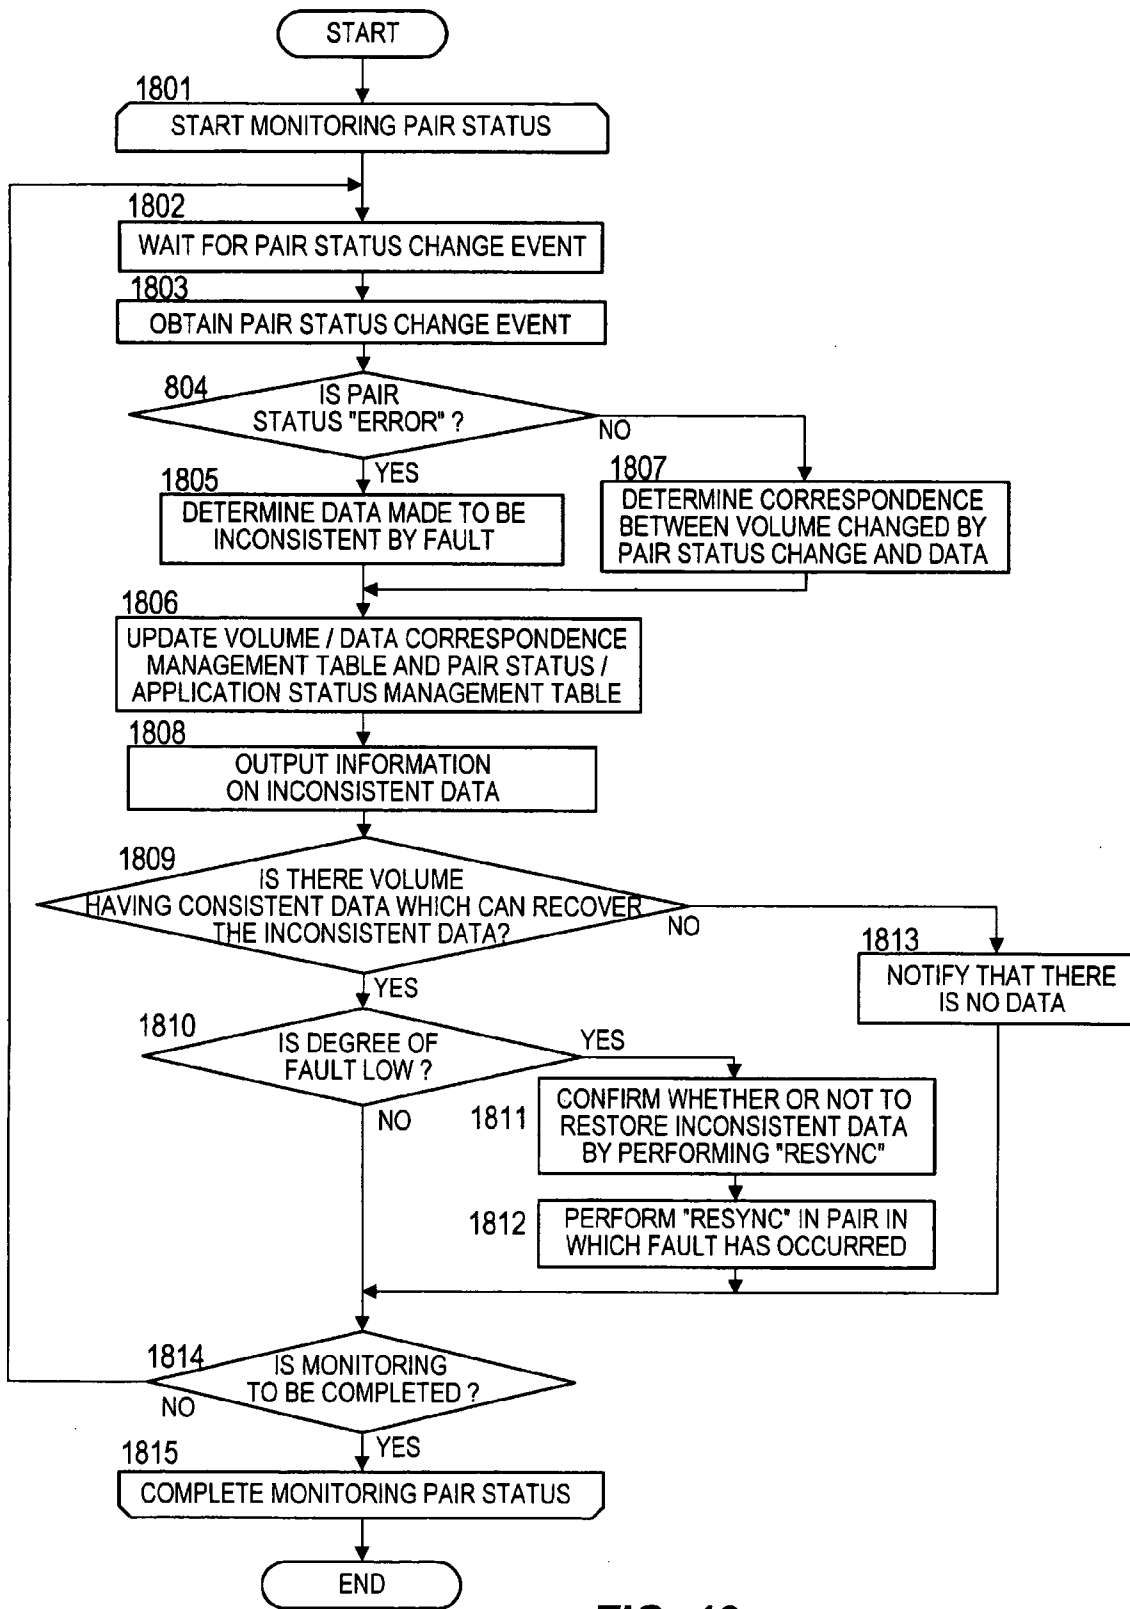 START
1801
START MONITORING PAIR STATUS
1802
WAIT FOR PAIR STATUS CHANGE EVENT
1803
OBTAIN PAIR STATUS CHANGE EVENT
804
IS PAIR
STATUS "ERROR" ?
NO
YES
1805
DETERMINE DATA MADE TO BE
INCONSISTENT BY FAULT
1807
DETERMINE CORRESPONDENCE
BETWEEN VOLUME CHANGED BY
PAIR STATUS CHANGE AND DATA
1806
UPDATE VOLUME / DATA CORRESPONDENCE
MANAGEMENT TABLE AND PAIR STATUS /
APPLICATION STATUS MANAGEMENT TABLE
1808
OUTPUT INFORMATION
ON INCONSISTENT DATA
1809
IS THERE VOLUME
HAVING CONSISTENT DATA WHICH CAN RECOVER
THE INCONSISTENT DATA?
NO
YES
1813
NOTIFY THAT THERE
IS NO DATA
1810
IS DEGREE OF
FAULT LOW ?
YES
NO
1811
CONFIRM WHETHER OR NOT TO
RESTORE INCONSISTENT DATA
BY PERFORMING "RESYNC"
1812
PERFORM "RESYNC" IN PAIR IN
WHICH FAULT HAS OCCURRED
1814
IS MONITORING
TO BE COMPLETED ?
NO
YES
1815
COMPLETE MONITORING PAIR STATUS
END